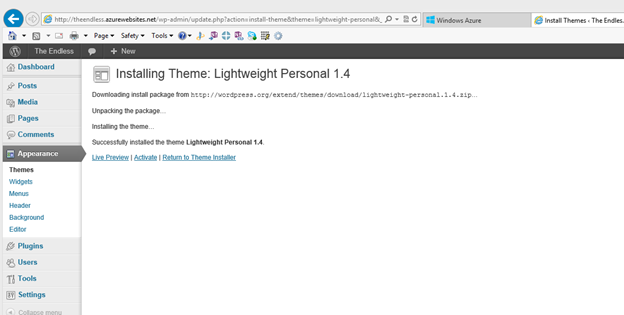 http://theendless.azurewebsites.net/wp-admin/update.php?action=install-theme&theme=lightweight-personal&_
Windows Azure
Install Themes ‹ The Endless.
Page
Safety
Tools
The Endless
+ New
Dashboard
Posts
Media
Pages
Comments
Appearance
Themes
Widgets
Menus
Header
Background
Editor
Plugins
Users
Tools
Settings
Collapse menu
Installing Theme: Lightweight Personal 1.4
Downloading install package from http://wordpress.org/extend/themes/download/lightweight-personal.1.4.zip…
Unpacking the package…
Installing the theme…
Successfully installed the theme Lightweight Personal 1.4.
Live Preview | Activate | Return to Theme Installer